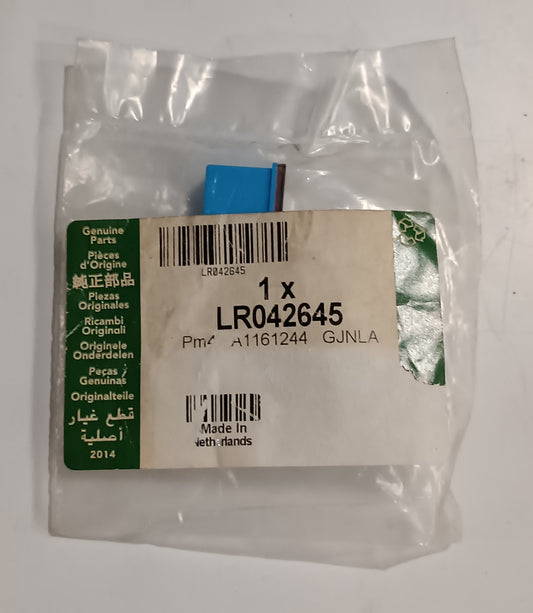 Genuine
Parts
Pièces
d'Origine
純正部品
Piezas
Originales
Ricambi
Originali
Originele
Onderdelen
Peças
Genuínas
Originalteile
قطع غيار
أصلية
2014
LR042645
1 x
LR042645
A1161244 GJNLA
Made In